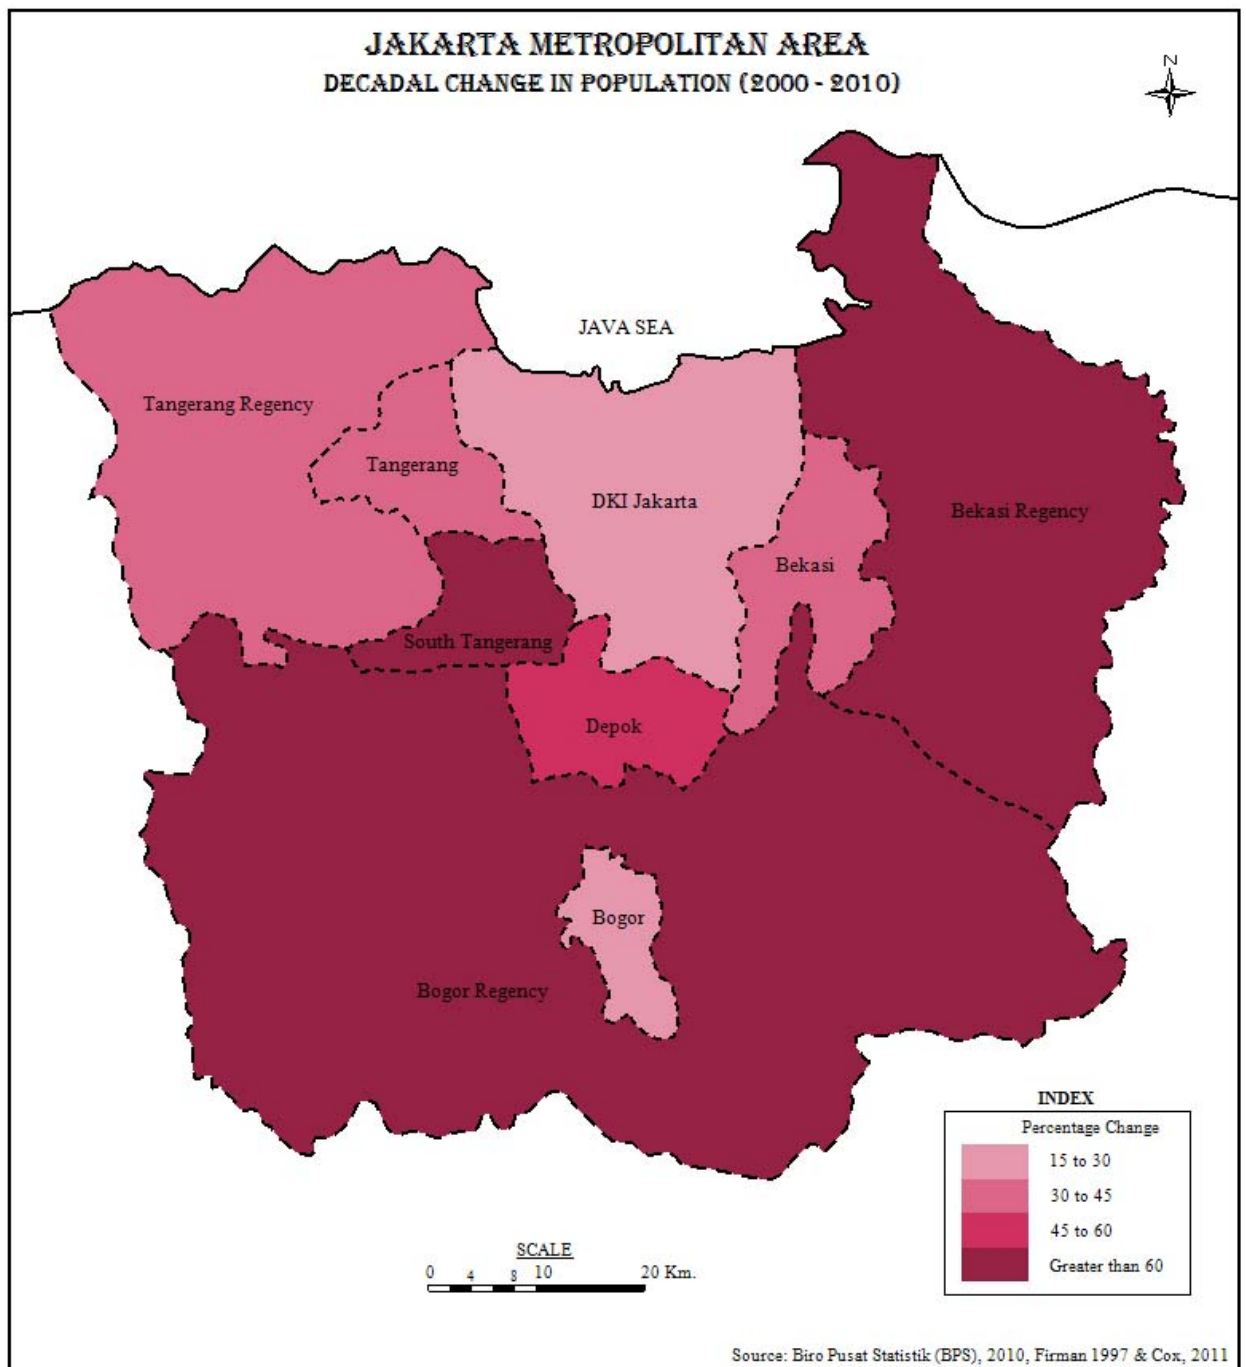 JAKARTA METROPOLITAN AREA
DECADAL CHANGE IN POPULATION (2000 - 2010)
N
JAVA SEA
Tangerang Regency
Tangerang
DKI Jakarta
Bekasi Regency
Bekasi
South Tangerang
Depok
Bogor
Bogor Regency
INDEX
Percentage Change
15 to 30
30 to 45
45 to 60
Greater than 60
SCALE
0 4 8 10 20 Km.
Source: Biro Pusat Statistik (BPS), 2010, Firman 1997 & Cox, 2011